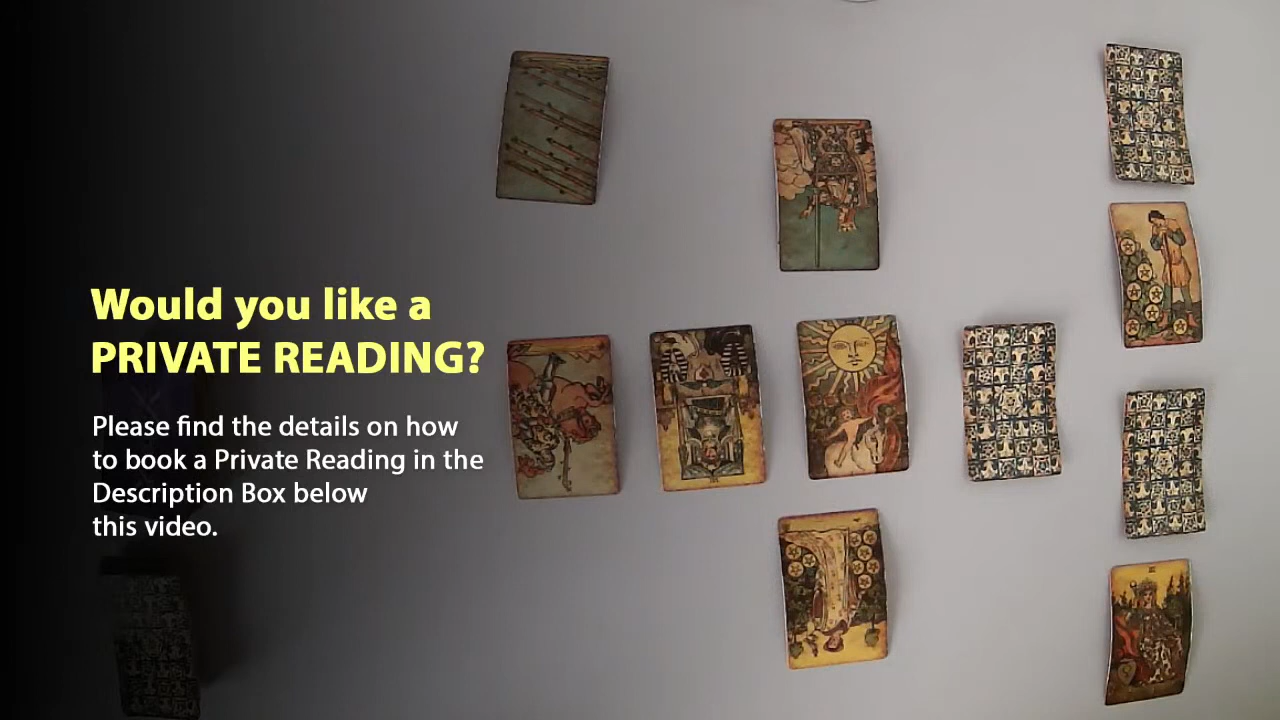 Would you like a
PRIVATE READING?
Please find the details on how
to book a Private Reading in the
Description Box below
this video.